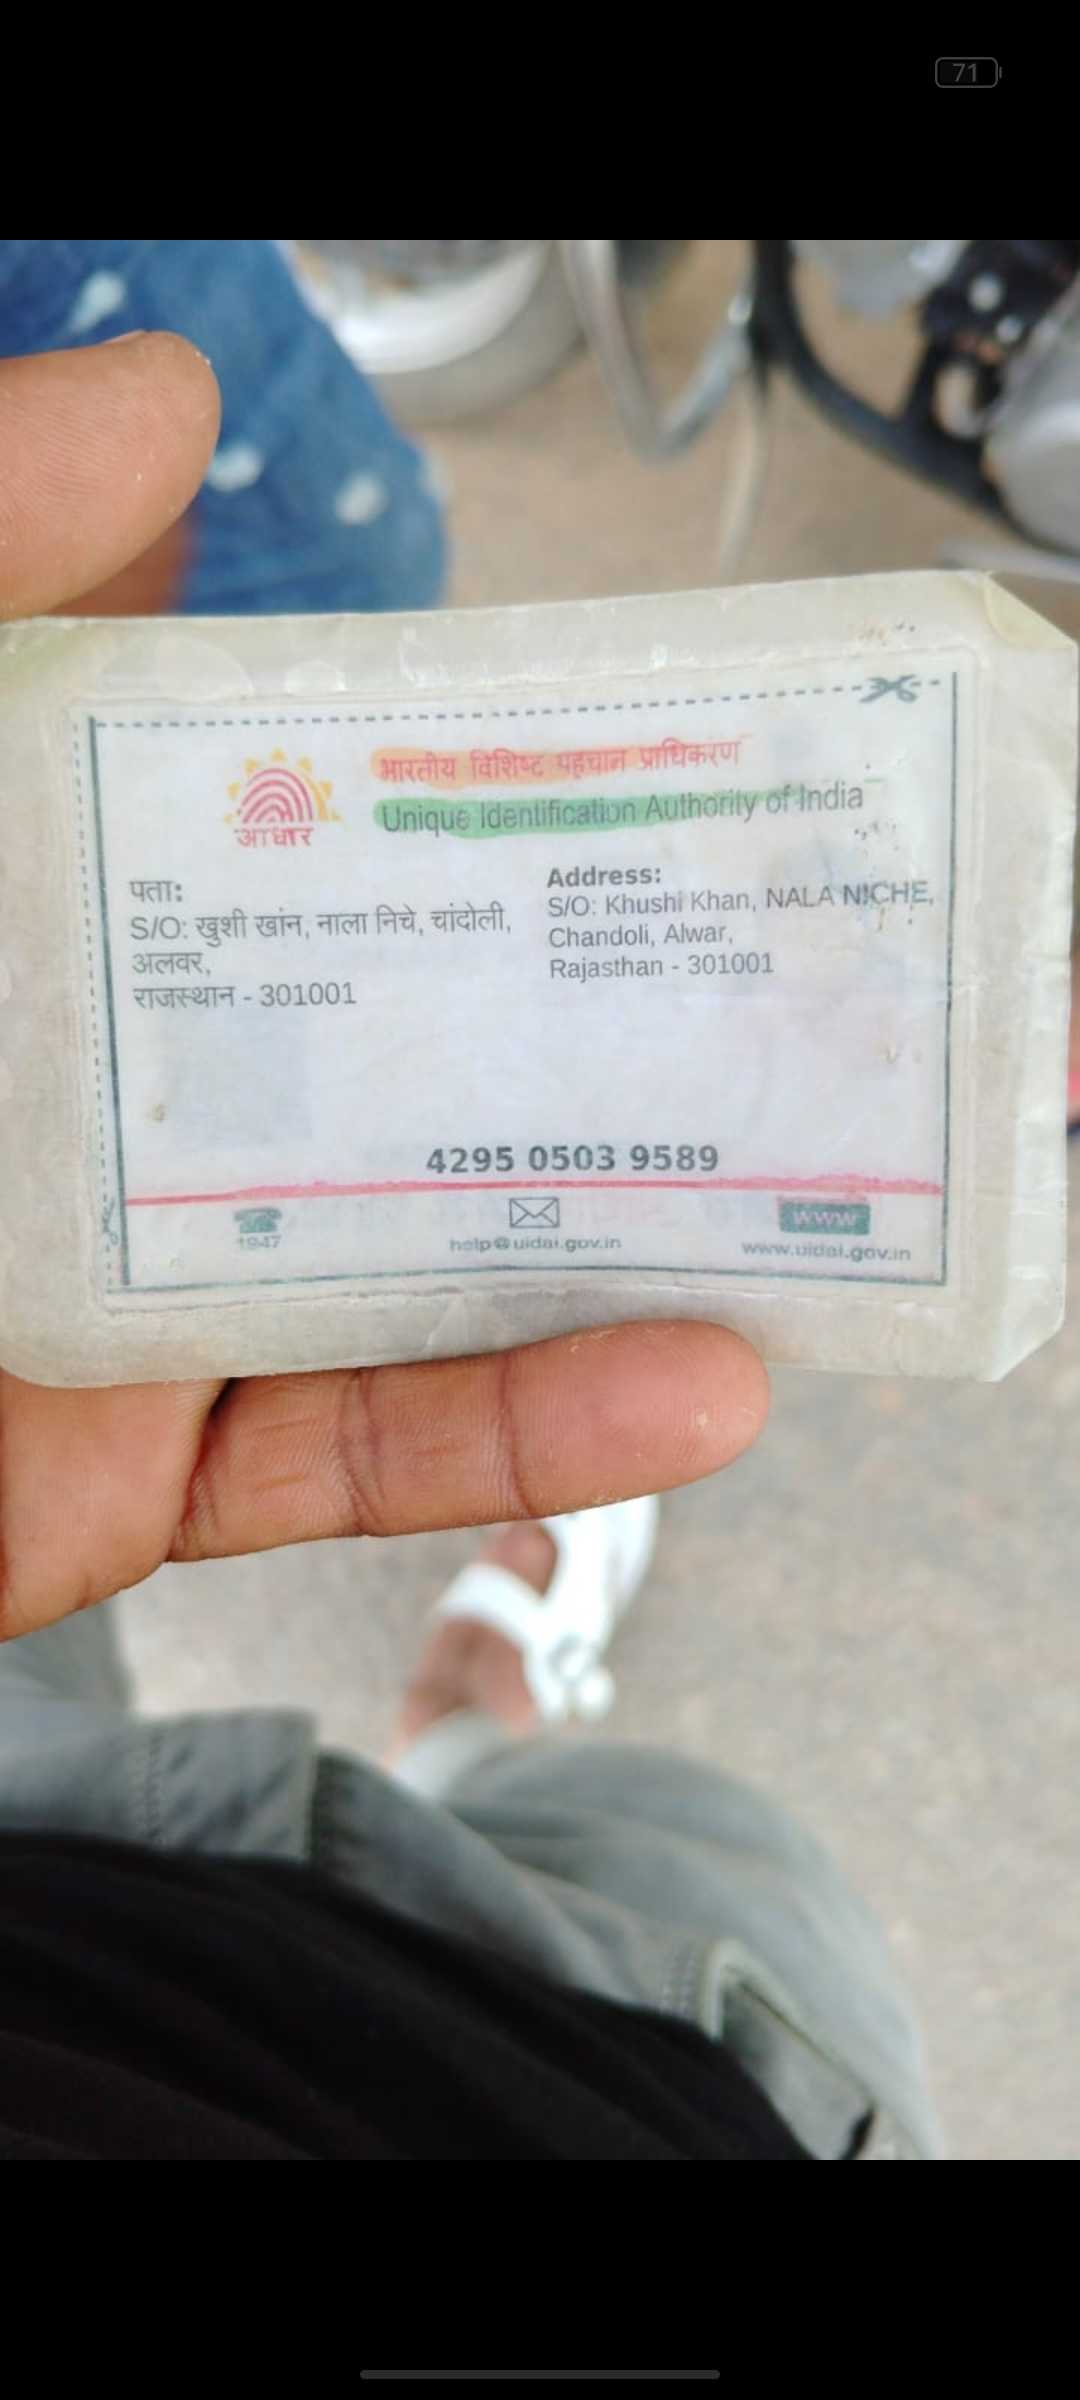 71
भारतीय विशिष्ट पहचान प्राधिकरण
Unique Identification Authority of India
आधार
पता:
S/O: खुशी खांन, नाला निचे, चांदोली,
अलवर,
राजस्थान - 301001
Address:
S/O: Khushi Khan, NALA NICHE,
Chandoli, Alwar,
Rajasthan - 301001
4295 0503 9589
1947
help@uidai.gov.in
www
www.uidai.gov.in